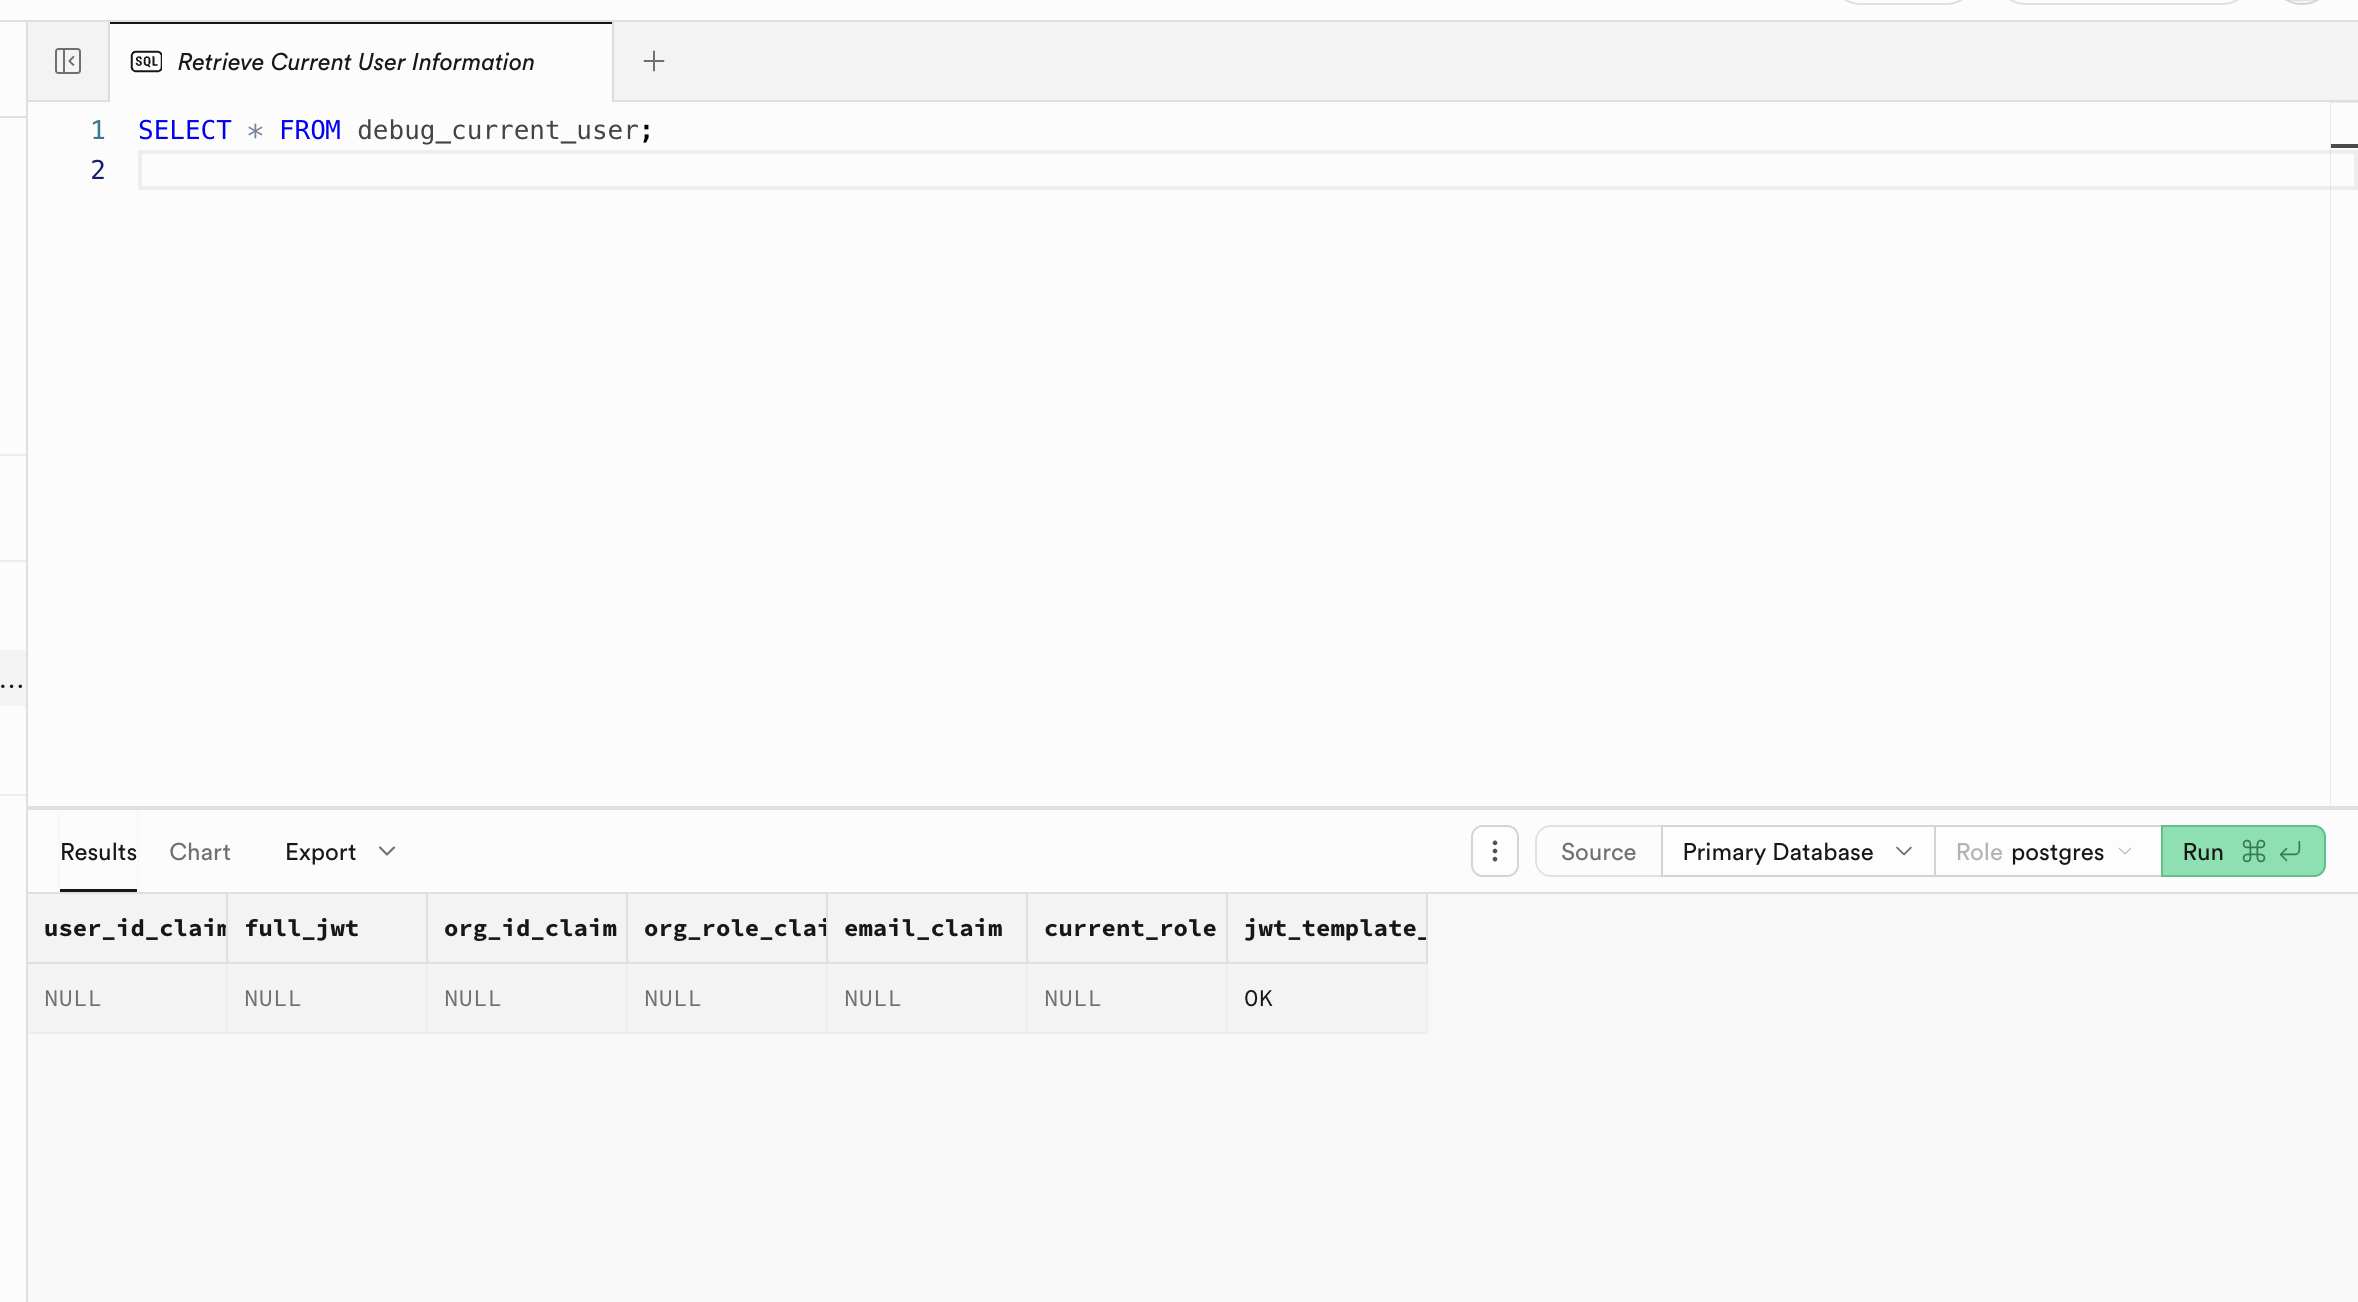 SQL Retrieve Current User Information
1 SELECT * FROM debug_current_user;
2
...
Results Chart Export Source Primary Database Role postgres Run
user_id_claim full_jwt org_id_claim org_role_clai email_claim current_role jwt_template_
NULL NULL NULL NULL NULL NULL OK